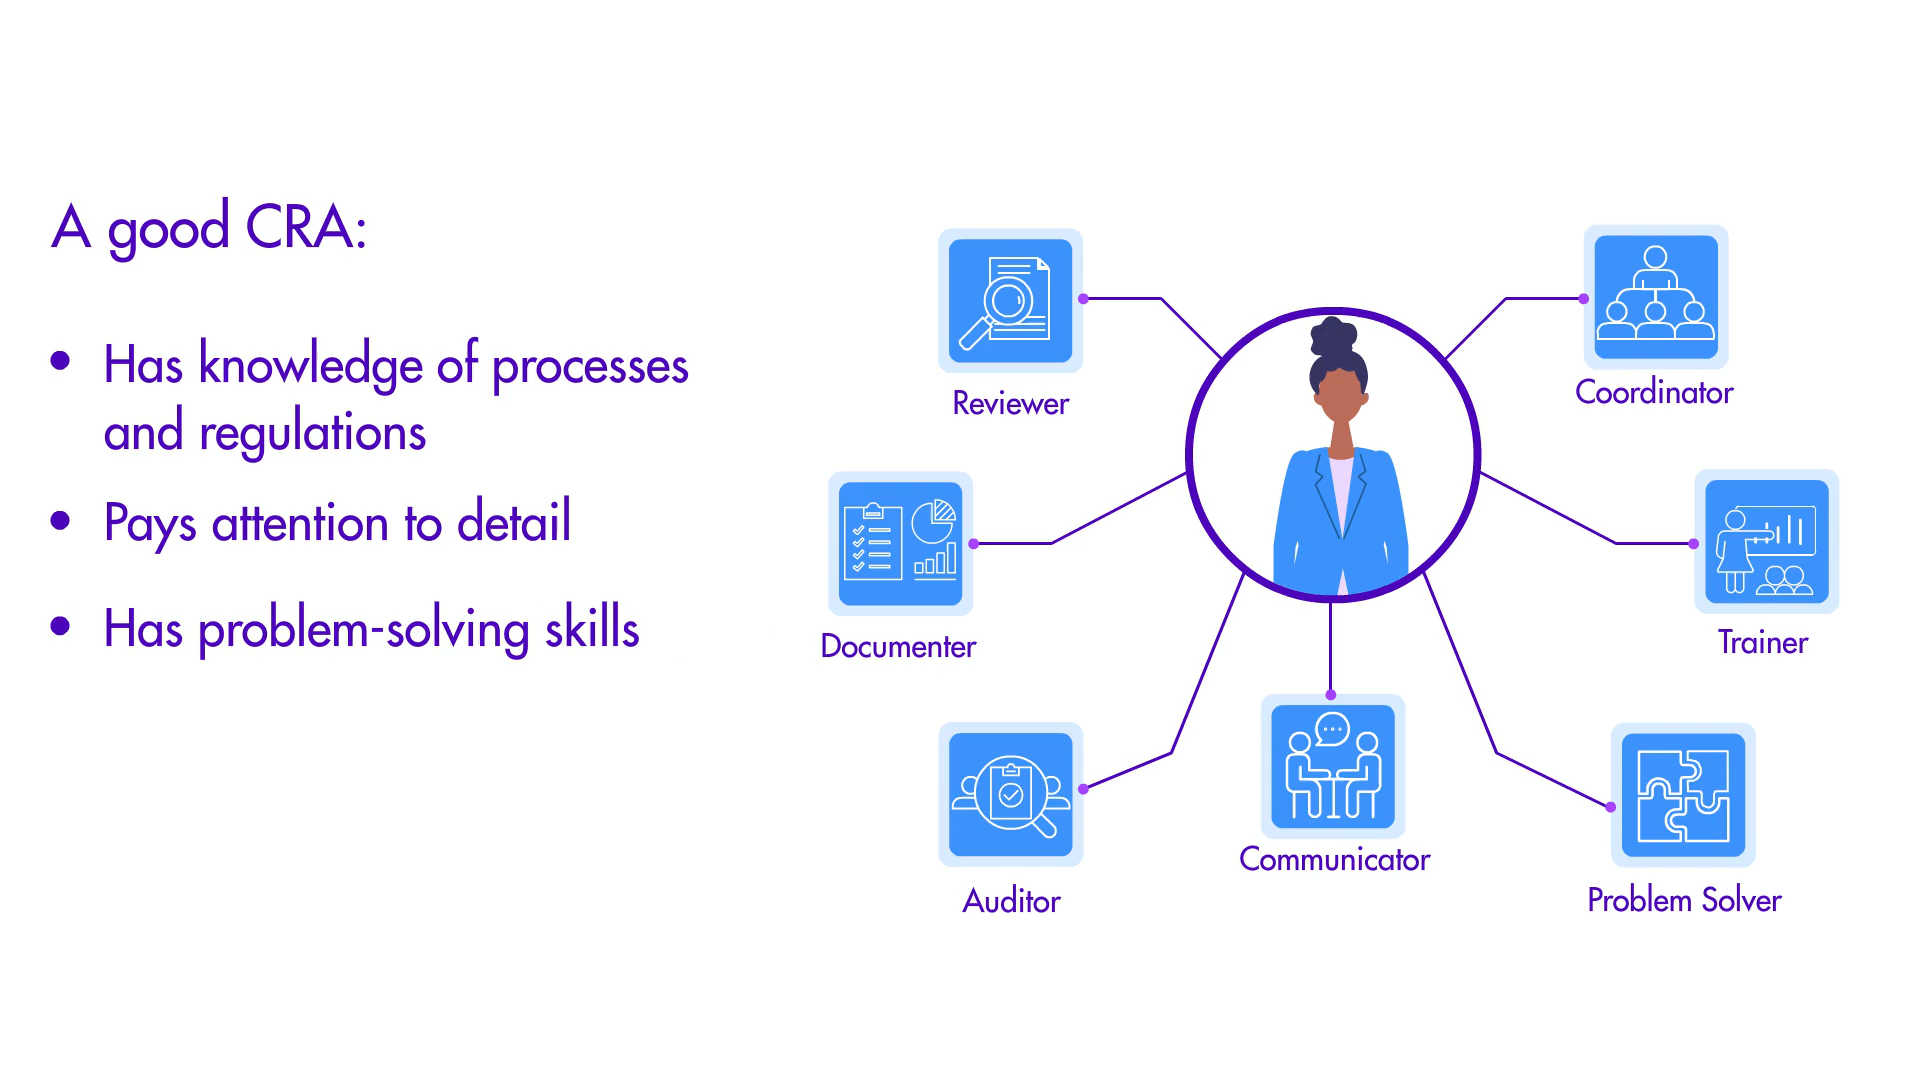 A good CRA:
• Has knowledge of processes
and regulations
• Pays attention to detail
• Has problem-solving skills
Reviewer
Coordinator
Documenter
Trainer
Auditor
Communicator
Problem Solver